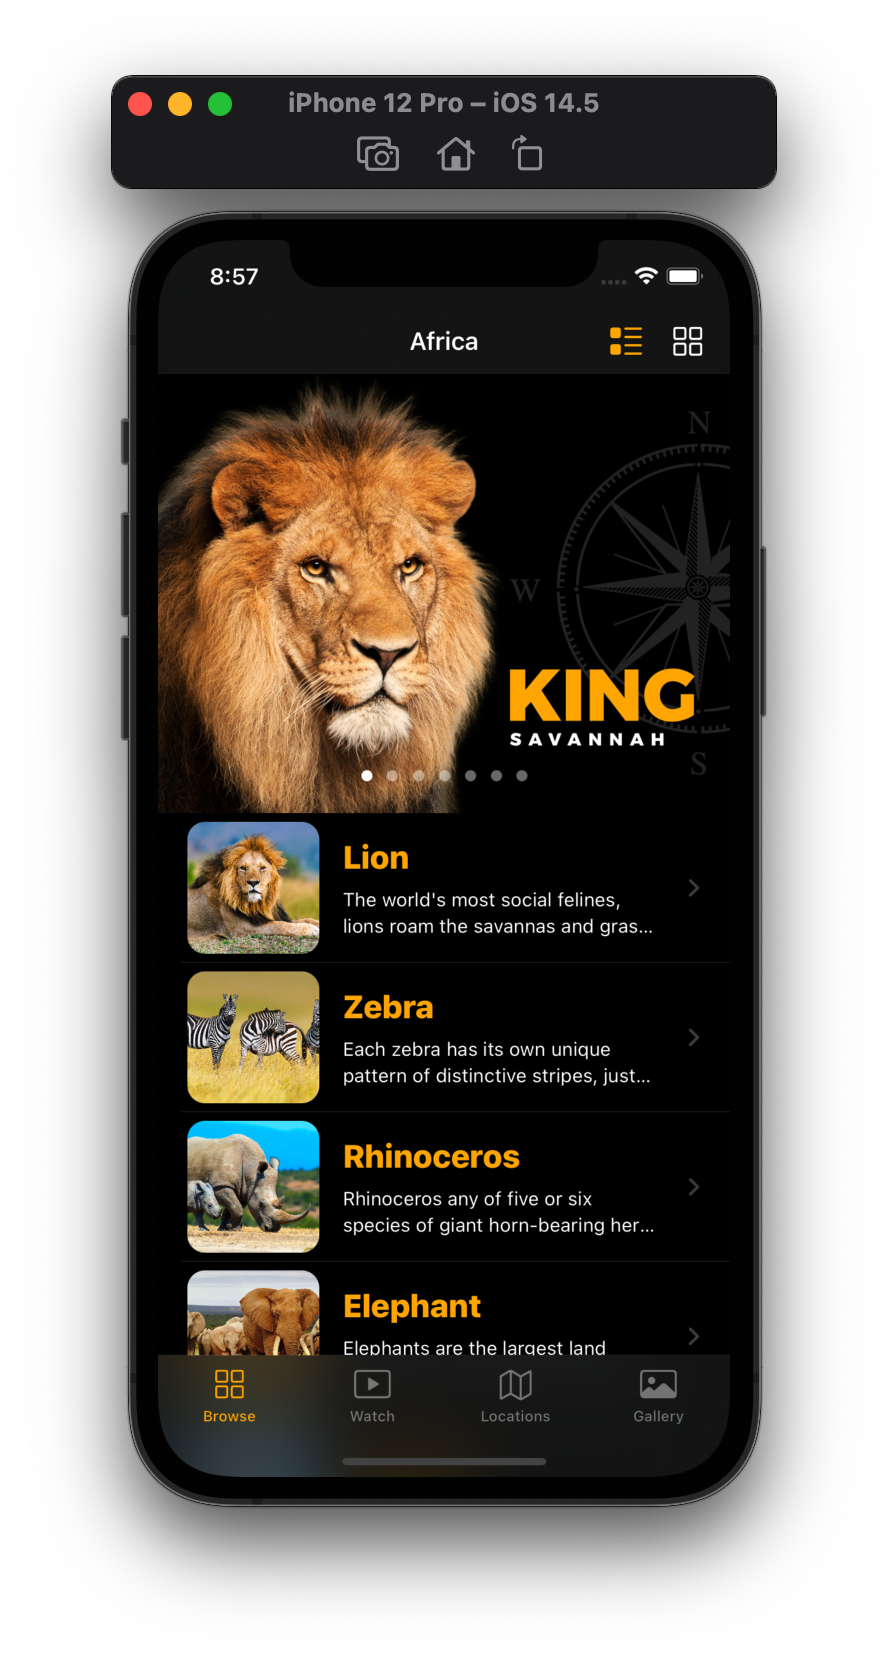 iPhone 12 Pro – iOS 14.5
8:57
Africa
N
W
KING
SAVANNAH
S
Lion
The world's most social felines,
lions roam the savannas and gras...
Zebra
Each zebra has its own unique
pattern of distinctive stripes, just...
Rhinoceros
Rhinoceros any of five or six
species of giant horn-bearing her...
Elephant
Elephants are the largest land
Browse
Watch
Locations
Gallery